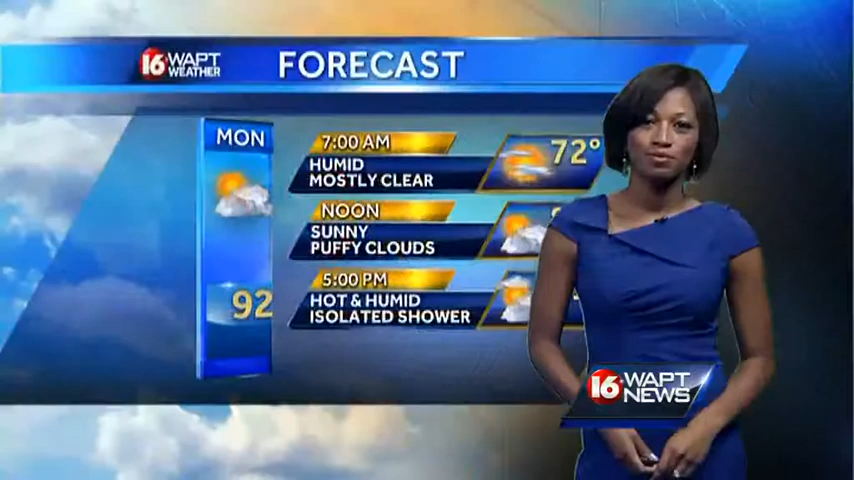 16 WAPT
WEATHER
FORECAST
MON
92
7:00 AM
HUMID
MOSTLY CLEAR
72°
NOON
SUNNY
PUFFY CLOUDS
5:00 PM
HOT & HUMID
ISOLATED SHOWER
16 WAPT
NEWS